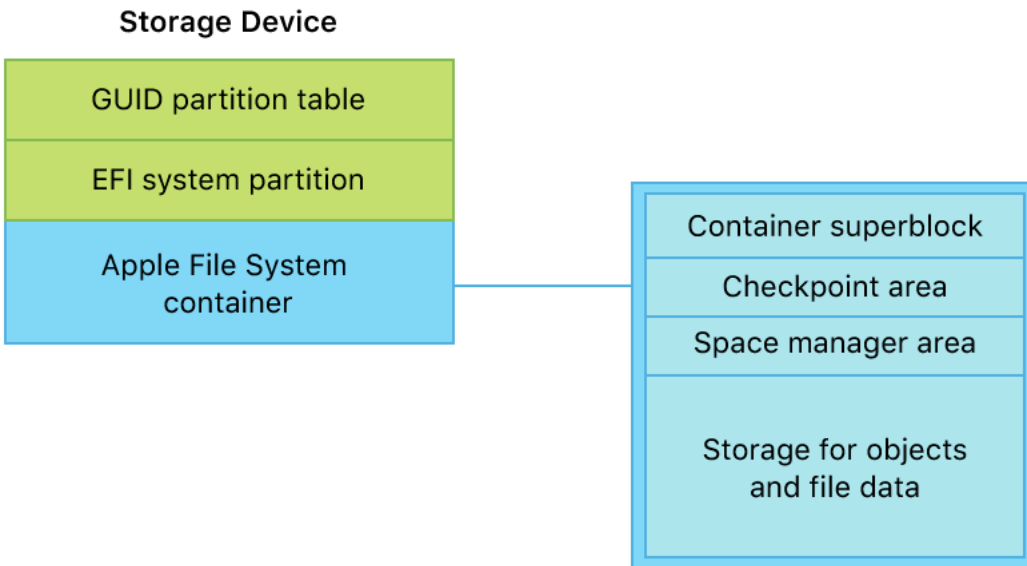 Storage Device
GUID partition table
EFI system partition
Apple File System
container
Container superblock
Checkpoint area
Space manager area
Storage for objects
and file data